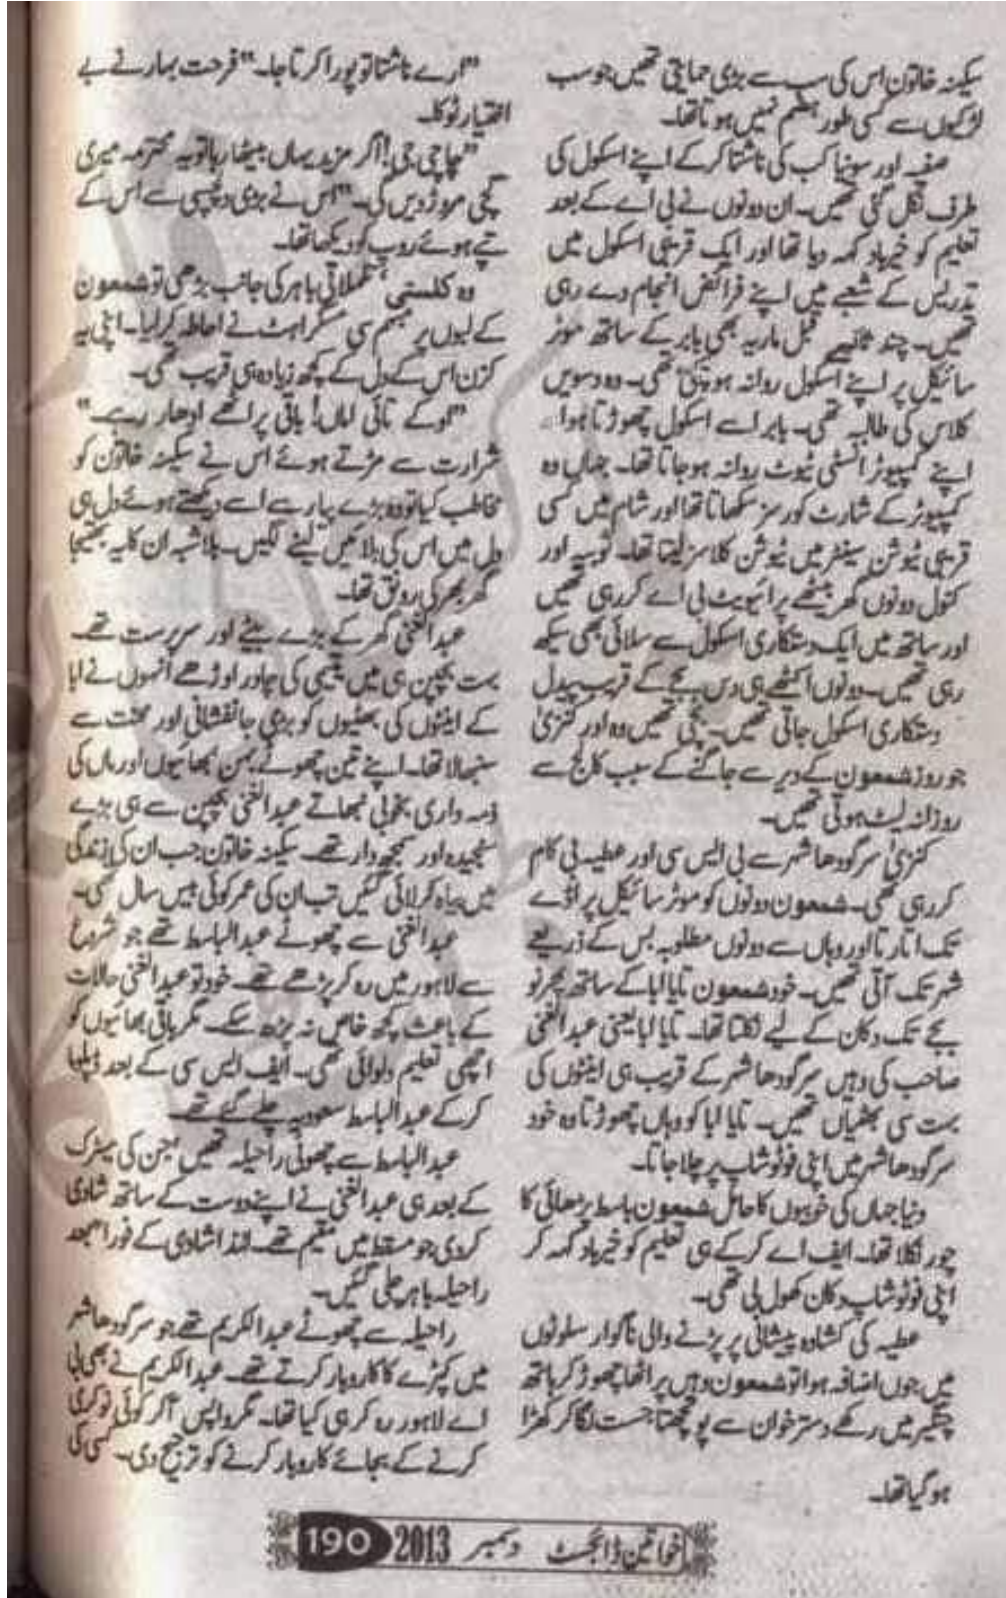 سکینہ خاتون اس کی سب سے بڑی حمایتی تھیں جو سب
لڑکیوں سے کسی طور ہضم نہیں ہوتا تھا۔
صفہ اور سونیا کب کی ناشتا کر کے اپنے اسکول کی
طرف نکل گئی تھیں۔ ان دونوں نے بی اے کے بعد
تعلیم کو خیرباد کہہ دیا تھا اور ایک قریبی اسکول میں
تدریس کے شعبے میں اپنے فرائض انجام دے رہی
تھیں۔ چند ثانیے قبل ماریہ بھی بابر کے ساتھ موٹر
سائیکل پر اپنے اسکول روانہ ہو چکی تھی۔ وہ دسویں
کلاس کی طالبہ تھی۔ بابر اسے اسکول چھوڑتا ہوا
اپنے کمپیوٹر انسٹی ٹیوٹ روانہ ہو جاتا تھا۔ جہاں وہ
کمپیوٹر کے شارٹ کورسز سکھاتا تھا اور شام میں کسی
قریبی ٹیوشن سینٹر میں ٹیوشن کلاسز لیتا تھا۔ ثوبیہ اور
کنول دونوں گھر بیٹھے پرائیویٹ بی اے کر رہی تھیں
اور ساتھ میں ایک دستکاری اسکول سے سلائی بھی سیکھ
رہی تھیں۔ دونوں اکٹھے ہی دس بجے کے قریب پیدل
دستکاری اسکول جاتی تھیں۔ بچی تھیں وہ اور کنزیٰ
جو روز شمعون کے دیر سے جاگنے کے سبب کالج سے
روزانہ لیٹ ہوتی تھیں۔
کنزیٰ سرگودھا شہر سے بی ایس سی اور عطیہ بی کام
کر رہی تھی۔ شمعون دونوں کو موٹر سائیکل پر اڈے
تک اتارتا اور وہاں سے دونوں مطلوبہ بس کے ذریعے
شہر تک آتی تھیں۔ خود شمعون تایا ابا کے ساتھ پھر نو
بجے تک دکان کے لیے نکلتا تھا۔ تایا ابا یعنی عبدالغنی
صاحب کی وہیں سرگودھا شہر کے قریب ہی اینٹوں کی
بہت سی بھٹیاں تھیں۔ تایا ابا کو وہاں چھوڑتا وہ خود
سرگودھا شہر میں اپنی فوٹو شاپ پر چلا جاتا۔
دنیا جہاں کی خوبیوں کا حامل شمعون باسط پڑھائی کا
چور نکلا تھا۔ ایف اے کر کے ہی تعلیم کو خیرباد کہہ کر
اپنی فوٹو شاپ دکان کھول لی تھی۔
عطیہ کی کشادہ پیشانی پر پڑنے والی ناگوار سلوٹوں
میں جوں اضافہ ہوا تو شمعون وہیں پراٹھا چھوڑ کر ہاتھ
چنگیر میں رکھے دسترخوان سے پونچھتا جست لگا کر کھڑا
ہو گیا تھا۔
"ارے ناشتا تو پورا کرتا جا۔" فرحت بہار نے بے
اختیار ٹوکا۔
"چاچی جی! اگر مزید یہاں بیٹھا رہا تو یہ محترمہ میری
گچی مروڑ دیں گی۔" اس نے بڑی دلچسپی سے اس کے
تپے ہوئے روپ کو دیکھا تھا۔
وہ کلستی تلملاتی باہر کی جانب بڑھی تو شمعون
کے لبوں پر مبہم سی مسکراہٹ نے احاطہ کر لیا۔ اپنی یہ
کزن اس کے دل کے کچھ زیادہ ہی قریب تھی۔
"اوکے تائی اماں! باقی پراٹھے ادھار رہے۔"
شرارت سے مڑتے ہوئے اس نے سکینہ خاتون کو
مخاطب کیا تو وہ بڑے پیار سے اسے دیکھتے ہوئے دل ہی
دل میں اس کی بلائیں لینے لگیں۔ بلاشبہ ان کا یہ بھتیجا
گھر بھر کی رونق تھا۔
عبدالغنی گھر کے بڑے بیٹے اور سرپرست تھے۔
بہت بچپن ہی میں یتیمی کی چادر اوڑھے انہوں نے ابا
کے اینٹوں کی بھٹیوں کو بڑی جانفشانی اور محنت سے
سنبھالا تھا۔ اپنے تین چھوٹے بہن بھائیوں اور ماں کی
ذمہ داری بخوبی نبھاتے عبدالغنی بچپن سے ہی بڑے
سنجیدہ اور سمجھ دار تھے۔ سکینہ خاتون جب ان کی زندگی
میں بیاہ کر لائی گئیں تب ان کی عمر کوئی بیس سال تھی۔
عبدالغنی سے چھوٹے عبدالباسط تھے جو شروع
سے لاہور میں رہ کر پڑھے تھے۔ خود تو عبدالغنی حالات
کے باعث کچھ خاص نہ پڑھ سکے۔ مگر باقی بھائیوں کو
اچھی تعلیم دلوائی تھی۔ ایف ایس سی کے بعد ڈپلوما
کر کے عبدالباسط سعودیہ چلے گئے تھے۔
عبدالباسط سے چھوٹی راحیلہ تھیں جن کی میٹرک
کے بعد ہی عبدالغنی نے اپنے دوست کے ساتھ شادی
کر دی جو مسقط میں مقیم تھے۔ لہٰذا شادی کے فوراً بعد
راحیلہ باہر چلی گئیں۔
راحیلہ سے چھوٹے عبدالکریم تھے جو سرگودھا شہر
میں کپڑے کا کاروبار کرتے تھے۔ عبدالکریم نے بھی بی
اے لاہور رہ کر ہی کیا تھا۔ مگر واپس آکر کوئی نوکری
کرنے کے بجائے کاروبار کرنے کو ترجیح دی۔ کسی کی
خواتین ڈائجسٹ دسمبر 2013 190